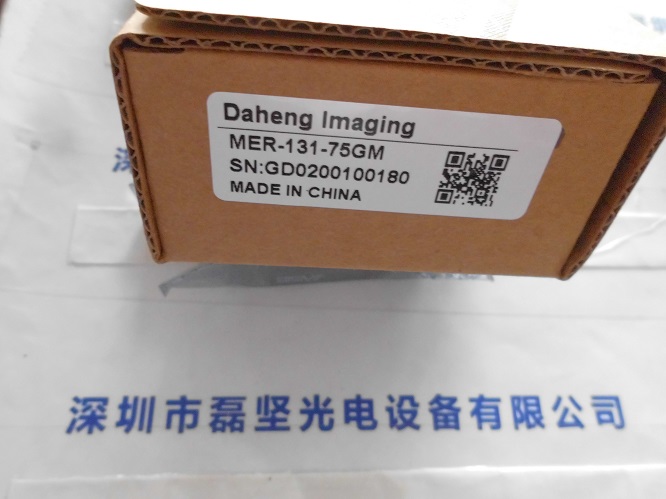 Daheng Imaging
MER-131-75GM
SN:GD0200100180
MADE IN CHINA
深
深圳市磊坚光电设备有限公司